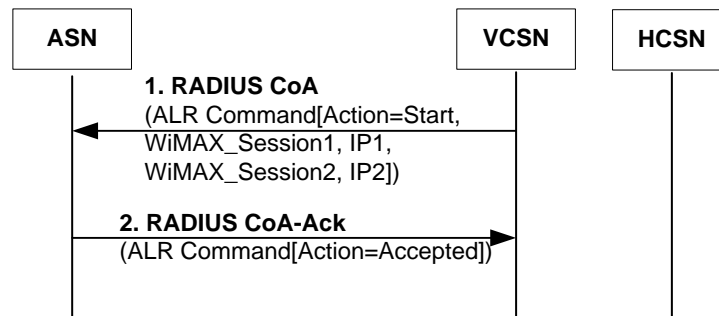 ASN
VCSN
HCSN
1. RADIUS CoA
(ALR Command[Action=Start,
WiMAX_Session1, IP1,
WiMAX_Session2, IP2])
2. RADIUS CoA-Ack
(ALR Command[Action=Accepted])